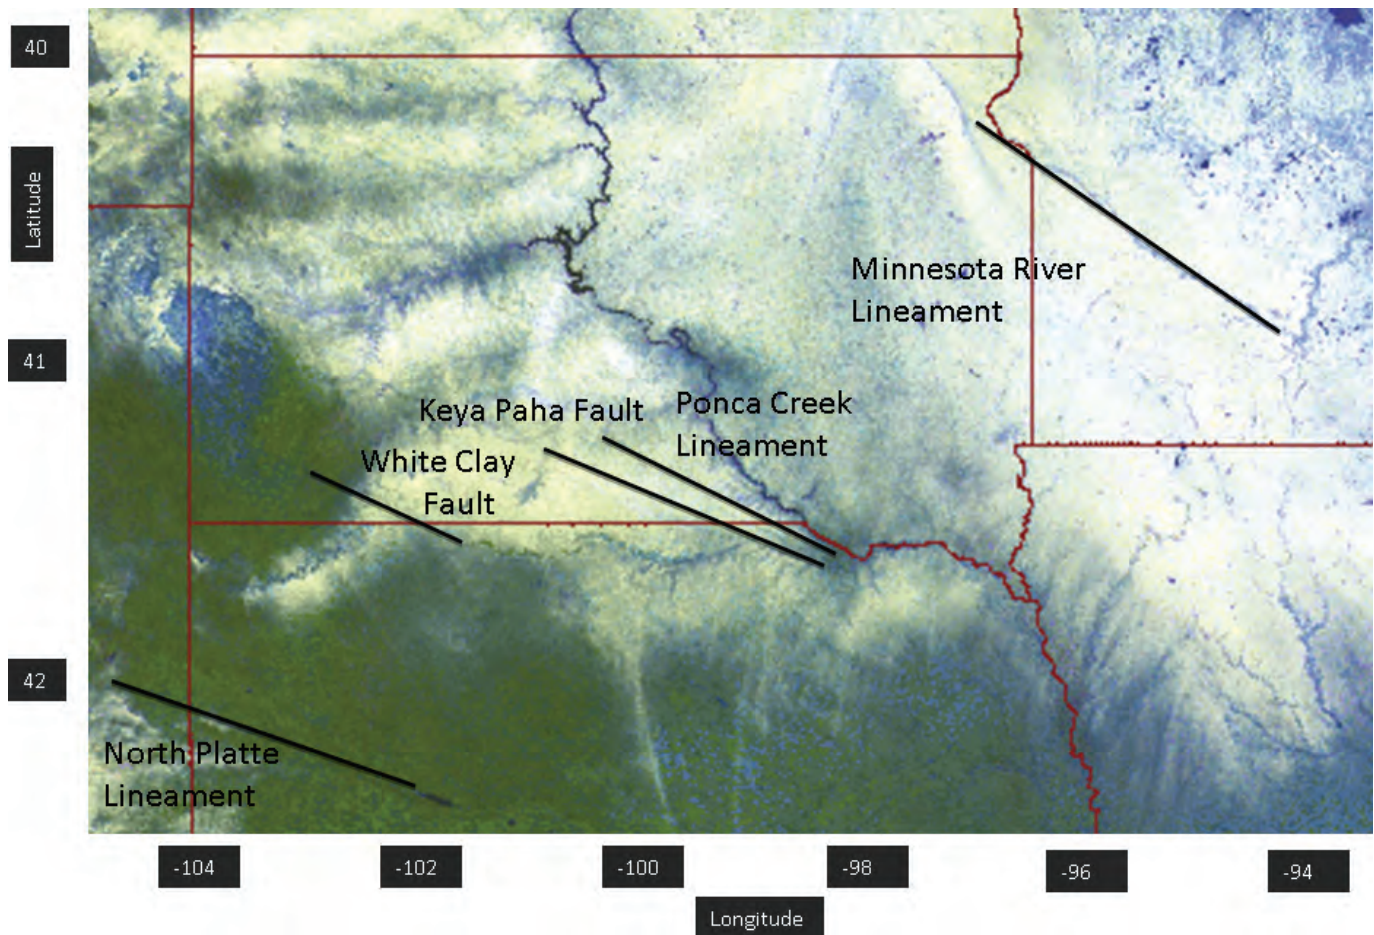 40
Latitude
Minnesota River
Lineament
41
Keya Paha Fault
Ponca Creek
Lineament
White Clay
Fault
42
North Platte
Lineament
-104
-102
-100
-98
-96
-94
Longitude